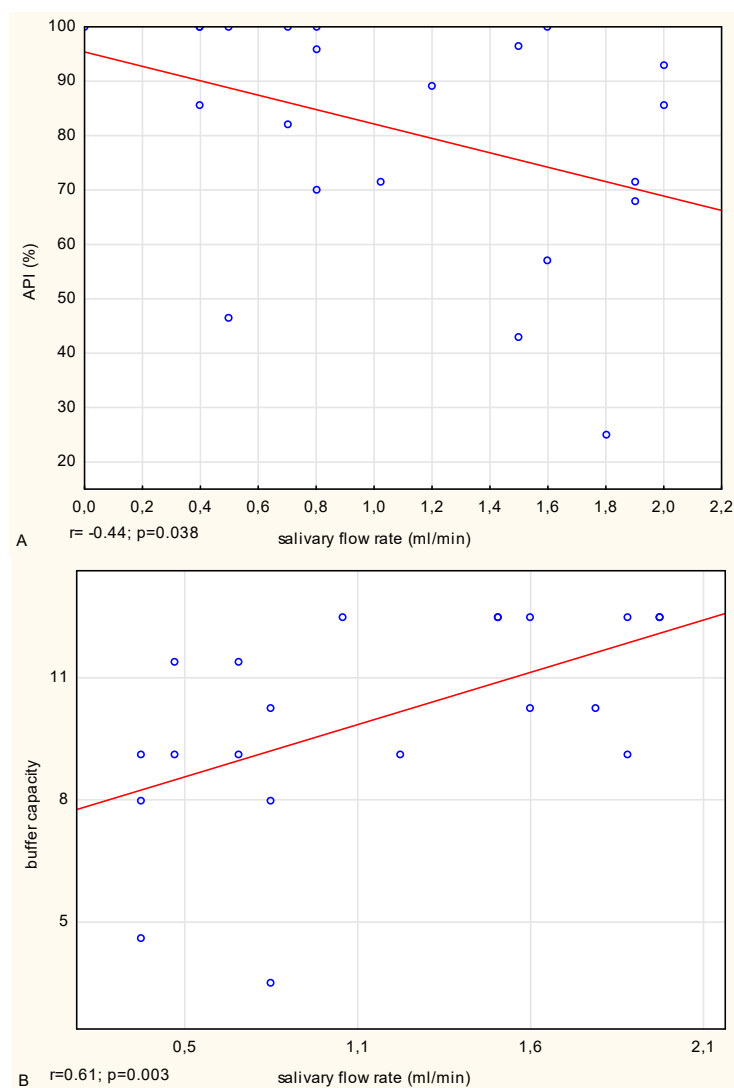 100
90
80
70
60
50
40
30
20
API (%)
0,0 0,2 0,4 0,6 0,8 1,0 1,2 1,4 1,6 1,8 2,0 2,2
A r= -0.44; p=0.038 salivary flow rate (ml/min)
11
8
5
buffer capacity
0,5 1,1 1,6 2,1
B r=0.61; p=0.003 salivary flow rate (ml/min)